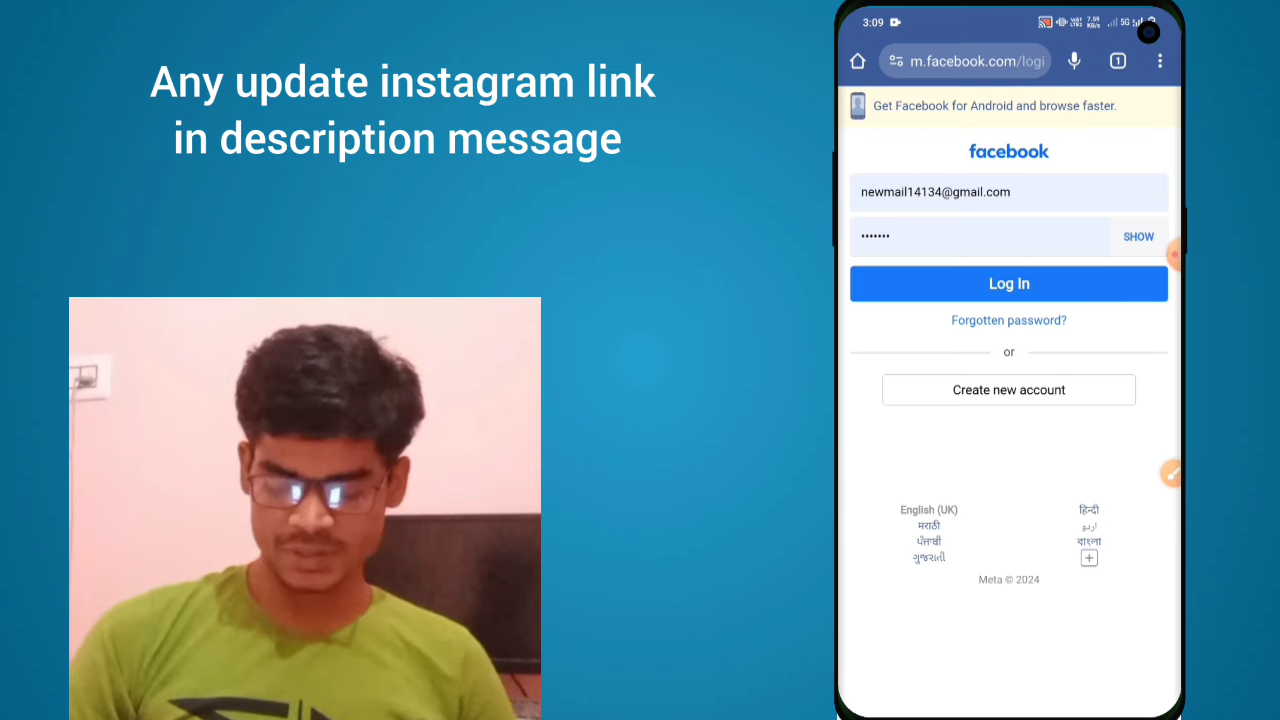 Any update instagram link
in description message
3:09
5G
m.facebook.com/logi
1
Get Facebook for Android and browse faster.
facebook
newmail14134@gmail.com
•••••••
SHOW
Log In
Forgotten password?
or
Create new account
English (UK)
हिन्दी
मराठी
اردو
ਪੰਜਾਬੀ
বাংলা
ગુજરાતી
Meta © 2024